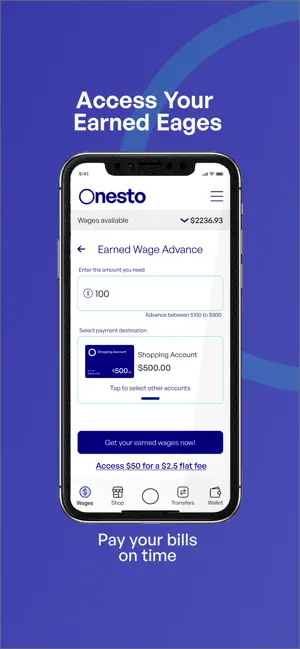 Access Your
Earned Eages
9:41
Onesto
Wages available
$2236.93
Earned Wage Advance
Enter the amount you need
100
Advance between $100 to $500
Select payment destination
Shopping Account
$500
Shopping Account
$500.00
Tap to select other accounts
Get your earned wages now!
Access $50 for a $2.5 flat fee
Wages
Shop
Transfers
Wallet
Pay your bills
on time